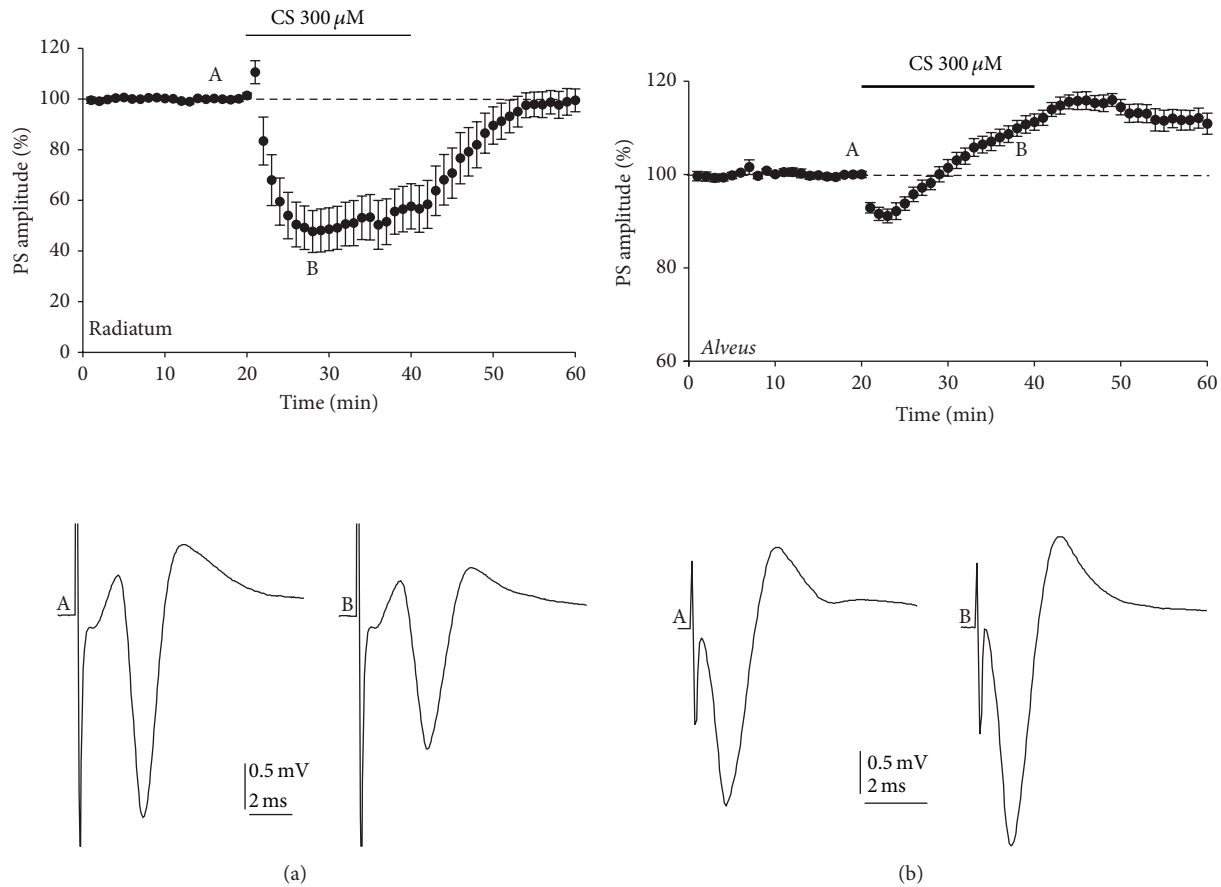 CS 300 μM
120
100
80
60
40
20
0
PS amplitude (%)
A
B
Radiatum
0 10 20 30 40 50 60
Time (min)
CS 300 μM
120
100
80
60
PS amplitude (%)
A
B
Alveus
0 10 20 30 40 50 60
Time (min)
A
B
0.5 mV
2 ms
(a)
A
B
0.5 mV
2 ms
(b)